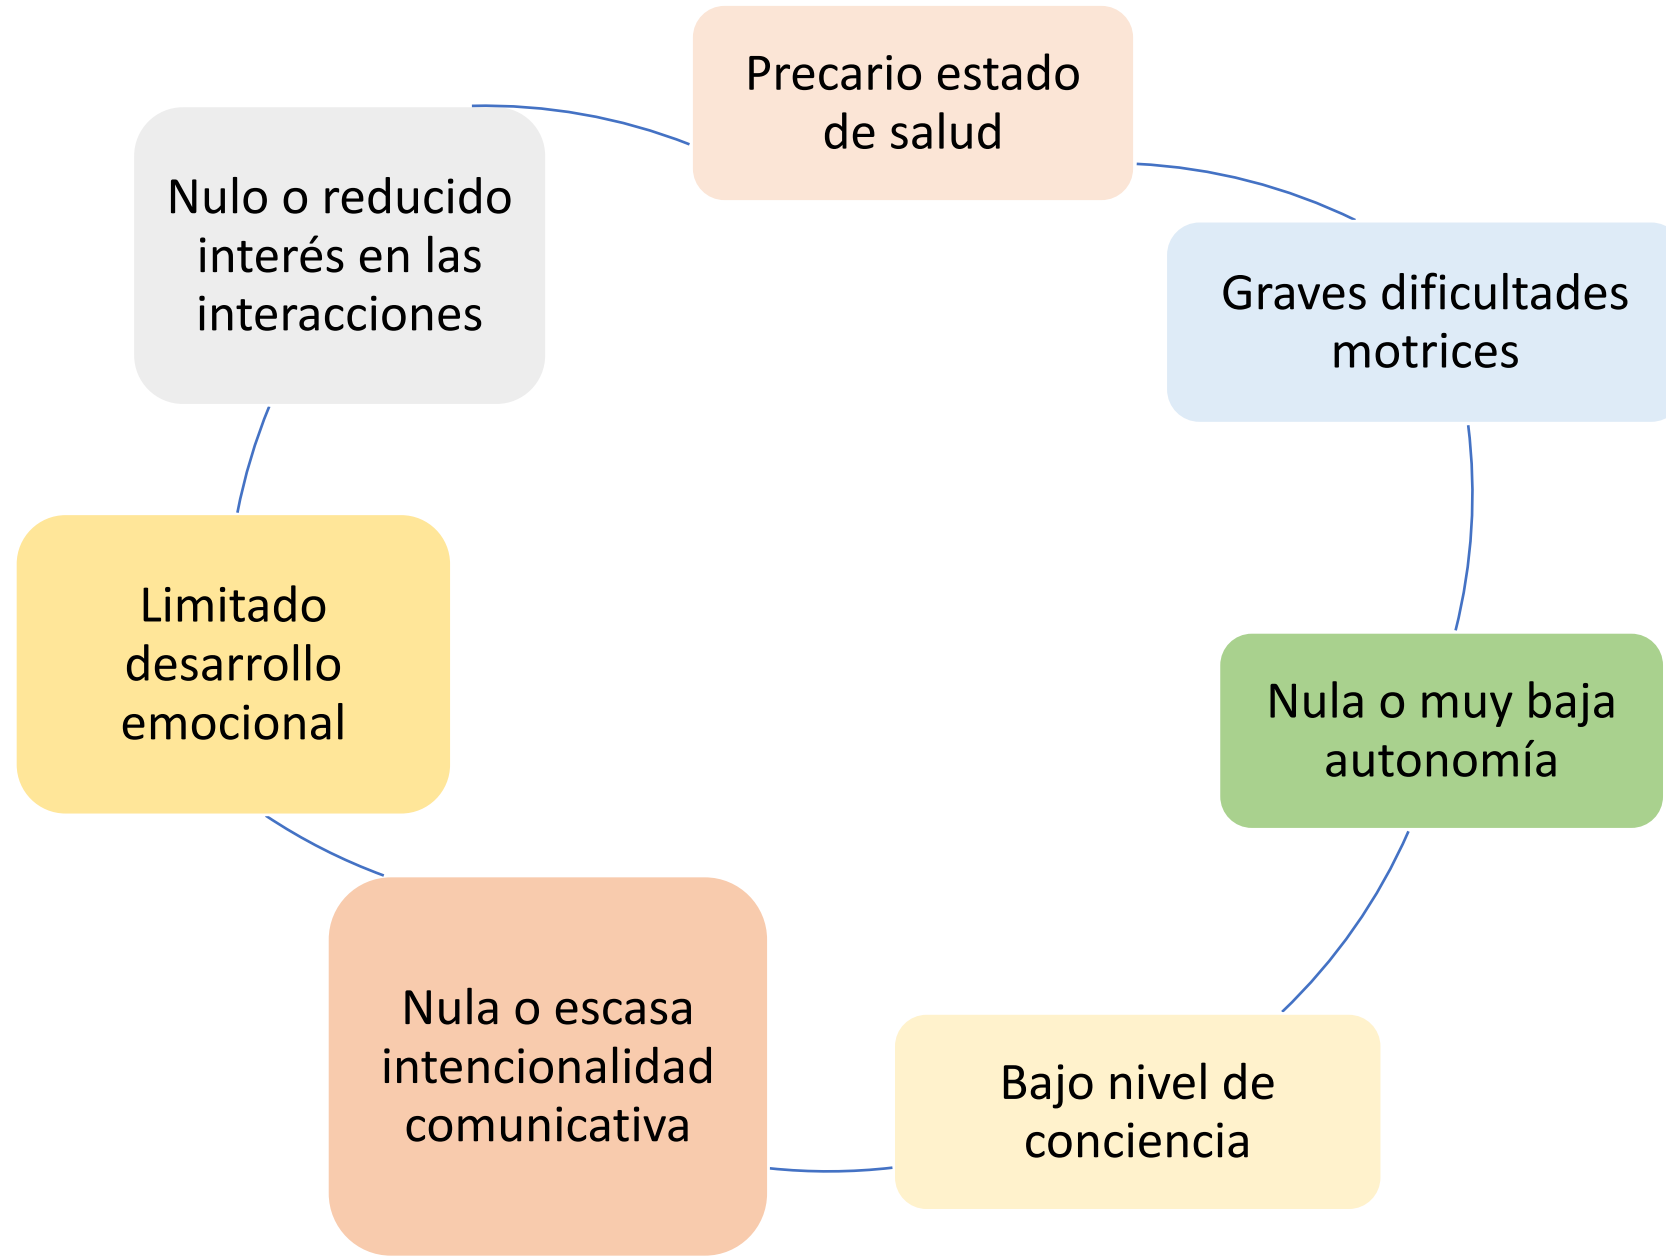 Precario estado
de salud
Graves dificultades
motrices
Nula o muy baja
autonomía
Bajo nivel de
conciencia
Nula o escasa
intencionalidad
comunicativa
Limitado
desarrollo
emocional
Nulo o reducido
interés en las
interacciones